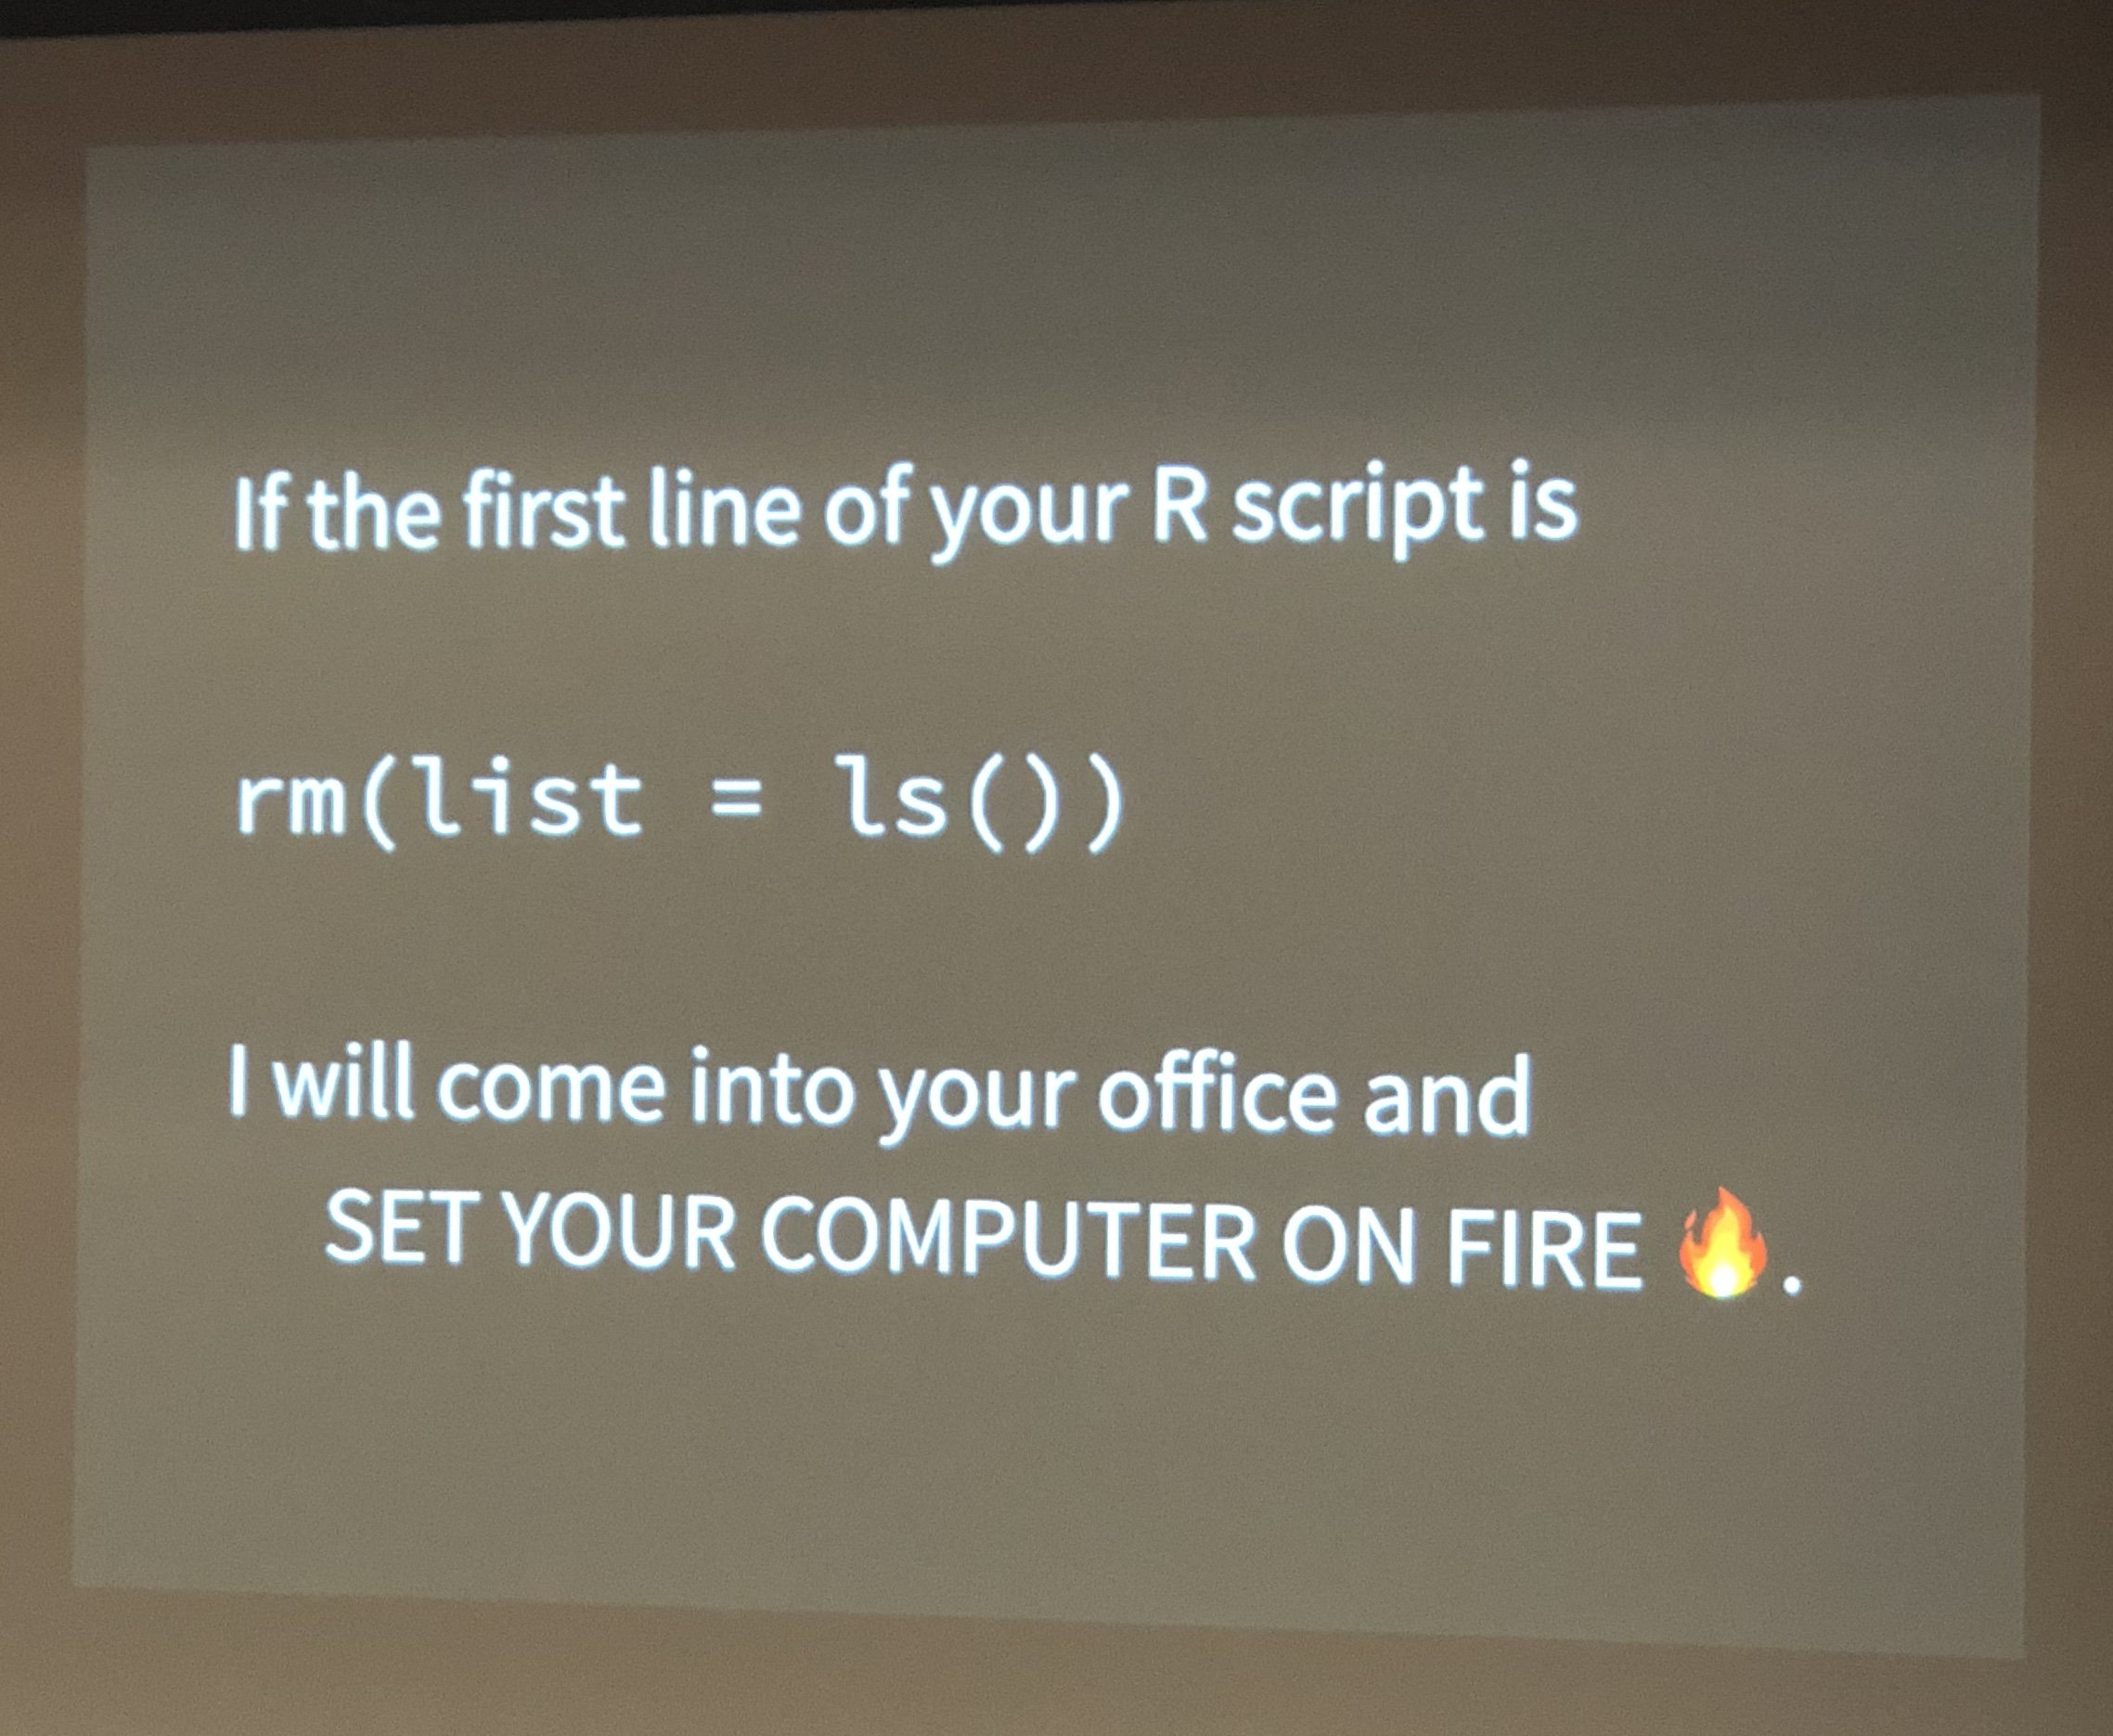 If the first line of your R script is
rm(list = ls())
I will come into your office and
SET YOUR COMPUTER ON FIRE 🔥.